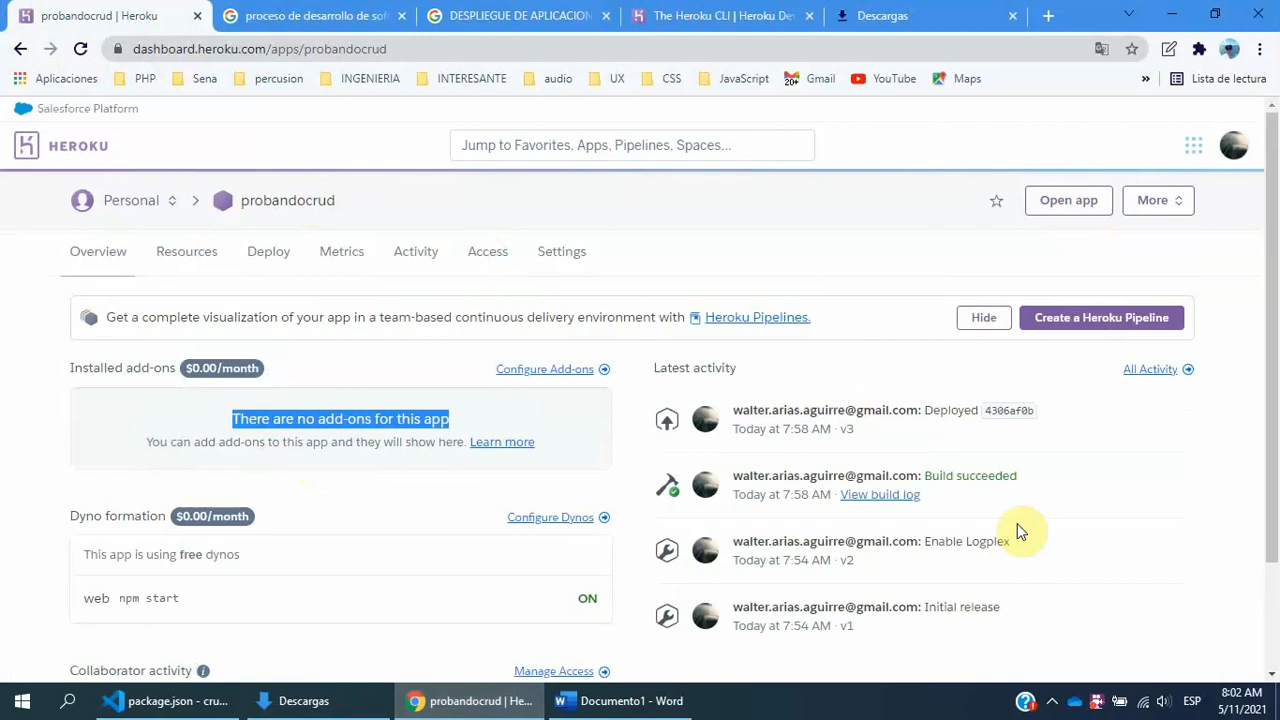 probandocrud | Heroku
proceso de desarrollo de sof
DESPLIEGUE DE APLICACION
The Heroku CLI | Heroku De
Descargas
dashboard.heroku.com/apps/probandocrud
Aplicaciones PHP Sena percusion INGENIERIA INTERESANTE audio UX CSS JavaScript Gmail YouTube Maps » Lista de lectura
Salesforce Platform
HEROKU
Jump to Favorites, Apps, Pipelines, Spaces...
Personal probandocrud
Open app
More
Overview Resources Deploy Metrics Activity Access Settings
Get a complete visualization of your app in a team-based continuous delivery environment with Heroku Pipelines.
Hide
Create a Heroku Pipeline
Installed add-ons $0.00/month
Configure Add-ons
There are no add-ons for this app
You can add add-ons to this app and they will show here. Learn more
Dyno formation $0.00/month
Configure Dynos
This app is using free dynos
web npm start ON
Collaborator activity
Manage Access
Latest activity
All Activity
walter.arias.aguirre@gmail.com: Deployed 4306af0b
Today at 7:58 AM · v3
walter.arias.aguirre@gmail.com: Build succeeded
Today at 7:58 AM · View build log
walter.arias.aguirre@gmail.com: Enable Logplex
Today at 7:54 AM · v2
walter.arias.aguirre@gmail.com: Initial release
Today at 7:54 AM · v1
package.json - cru...
Descargas
probandocrud | He...
Documento1 - Word
ESP
8:02 AM
5/11/2021